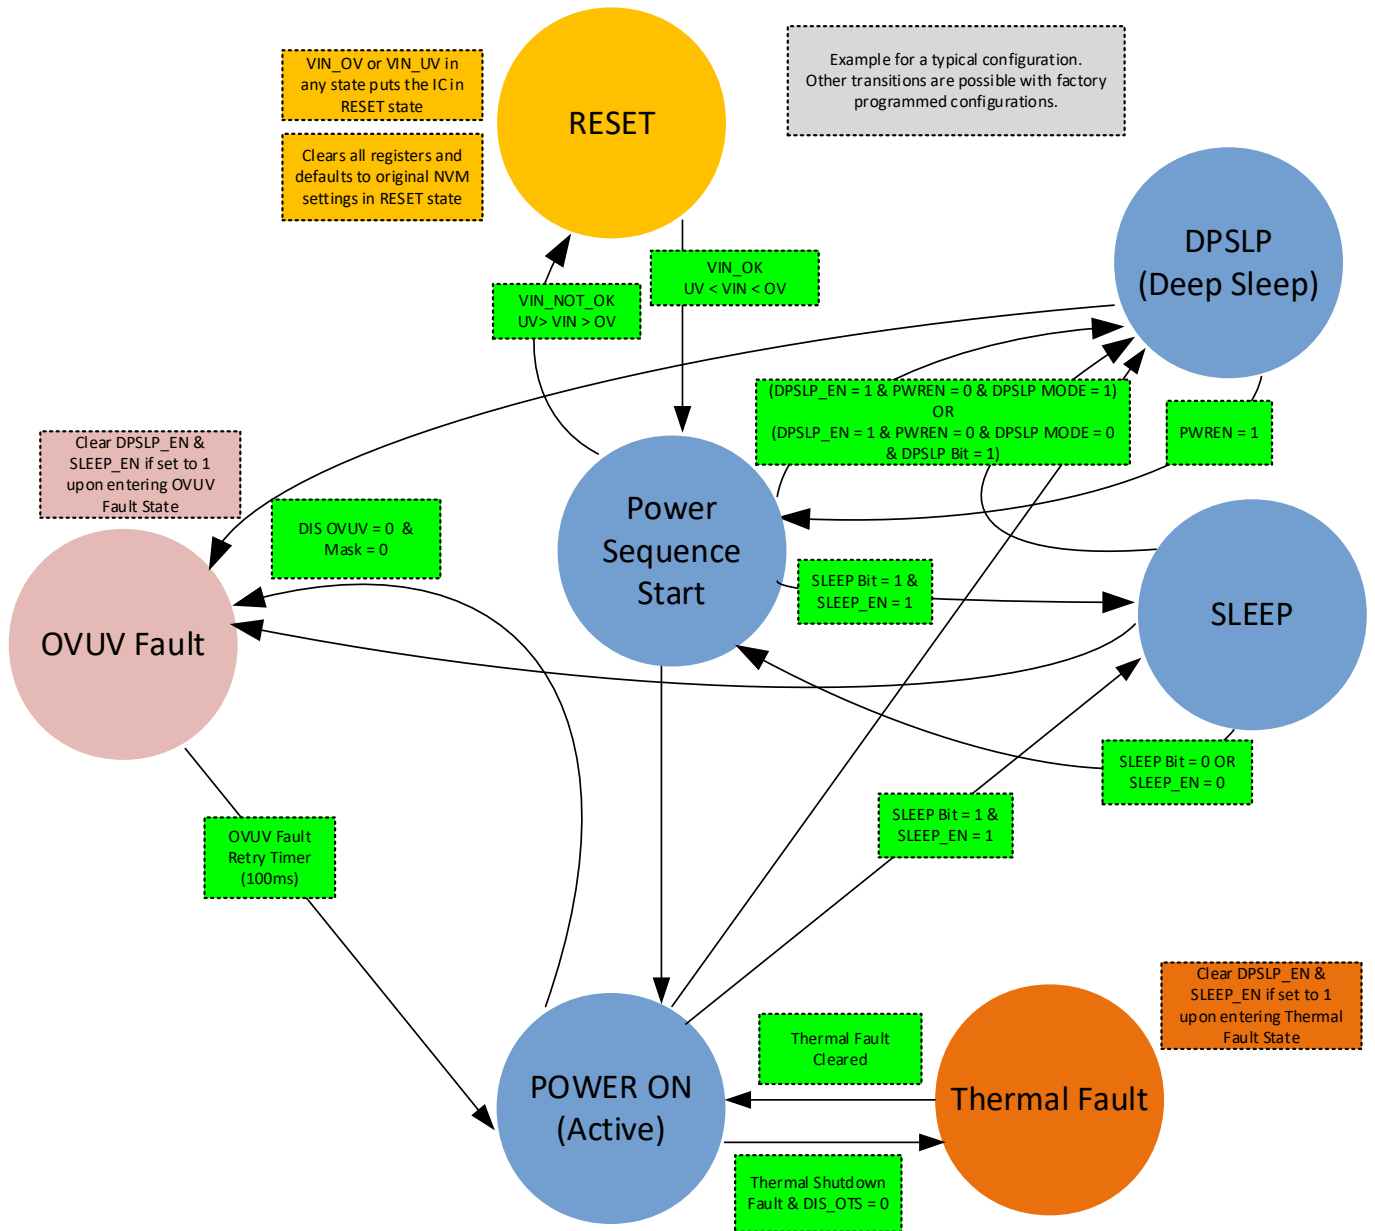 VIN_OV or VIN_UV in
any state puts the IC in
RESET state
Clears all registers and
defaults to original NVM
settings in RESET state
RESET
Example for a typical configuration.
Other transitions are possible with factory
programmed configurations.
DPSLP
(Deep Sleep)
VIN_NOT_OK
UV> VIN > OV
VIN_OK
UV < VIN < OV
(DPSLP_EN = 1 & PWREN = 0 & DPSLP MODE = 1)
OR
(DPSLP_EN = 1 & PWREN = 0 & DPSLP MODE = 0
& DPSLP Bit = 1)
PWREN = 1
Clear DPSLP_EN &
SLEEP_EN if set to 1
upon entering OVUV
Fault State
DIS OVUV = 0 &
Mask = 0
Power
Sequence
Start
SLEEP Bit = 1 &
SLEEP_EN = 1
SLEEP
OVUV Fault
SLEEP Bit = 0 OR
SLEEP_EN = 0
SLEEP Bit = 1 &
SLEEP_EN = 1
OVUV Fault
Retry Timer
(100ms)
Clear DPSLP_EN &
SLEEP_EN if set to 1
upon entering Thermal
Fault State
Thermal Fault
Cleared
POWER ON
(Active)
Thermal Fault
Thermal Shutdown
Fault & DIS_OTS = 0